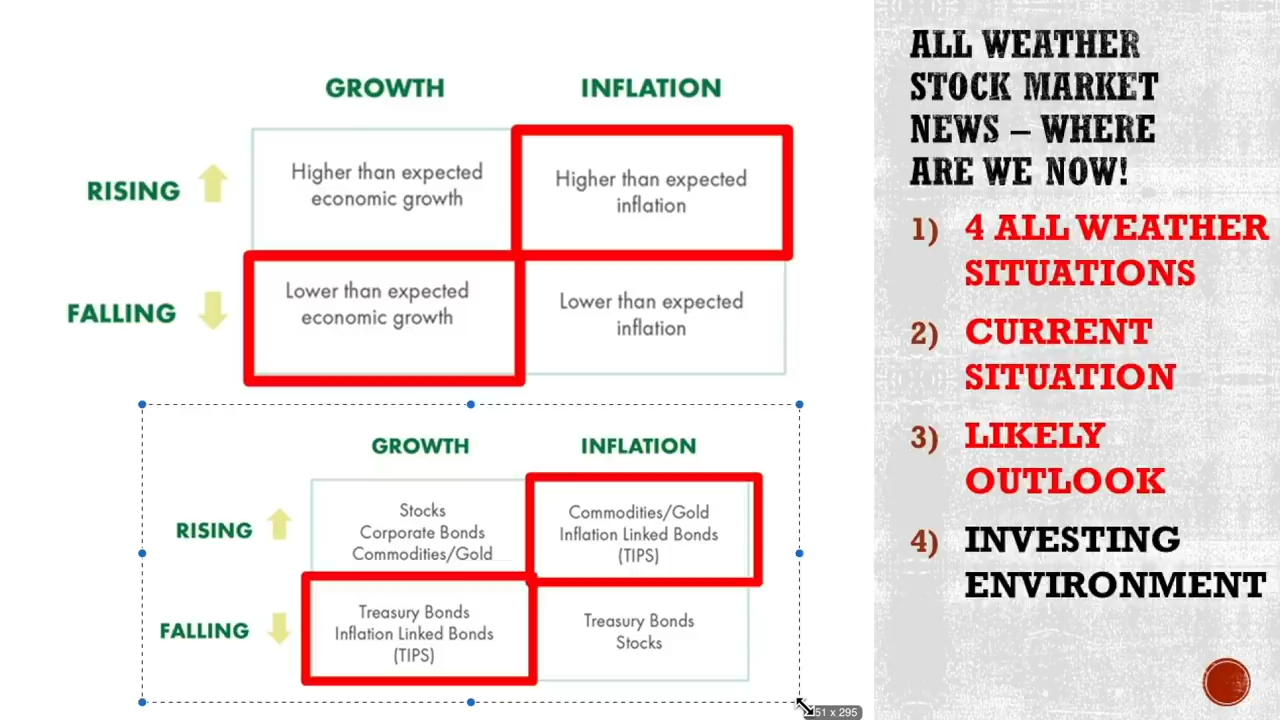 GROWTH INFLATION
RISING
Higher than expected
economic growth
Higher than expected
inflation
FALLING
Lower than expected
economic growth
Lower than expected
inflation
GROWTH INFLATION
RISING
Stocks
Corporate Bonds
Commodities/Gold
Commodities/Gold
Inflation Linked Bonds
(TIPS)
FALLING
Treasury Bonds
Inflation Linked Bonds
(TIPS)
Treasury Bonds
Stocks
51 x 295
ALL WEATHER
STOCK MARKET
NEWS – WHERE
ARE WE NOW!
1) 4 ALL WEATHER
SITUATIONS
2) CURRENT
SITUATION
3) LIKELY
OUTLOOK
4) INVESTING
ENVIRONMENT